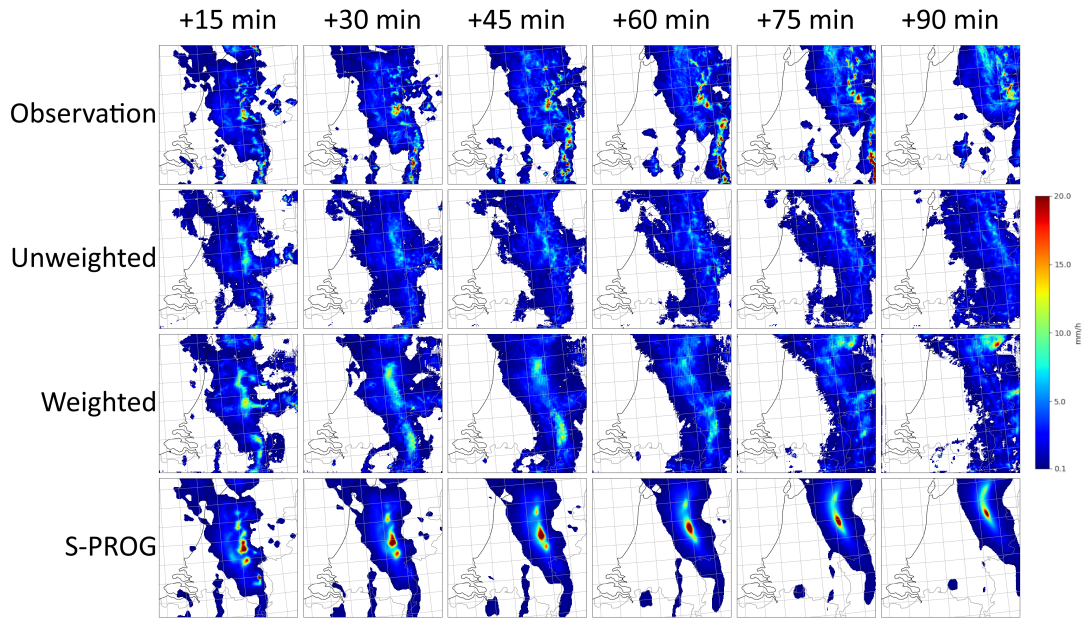 +15 min +30 min +45 min +60 min +75 min +90 min
Observation
Unweighted
20.0
15.0
10.0
mm/h
5.0
0.1
Weighted
S-PROG